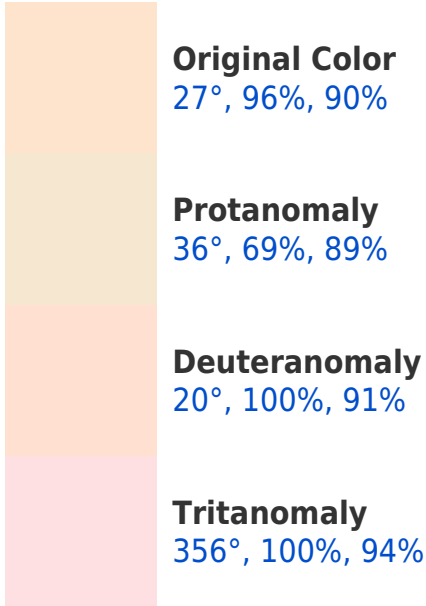 Original Color
27°, 96%, 90%
Protanomaly
36°, 69%, 89%
Deuteranomaly
20°, 100%, 91%
Tritanomaly
356°, 100%, 94%